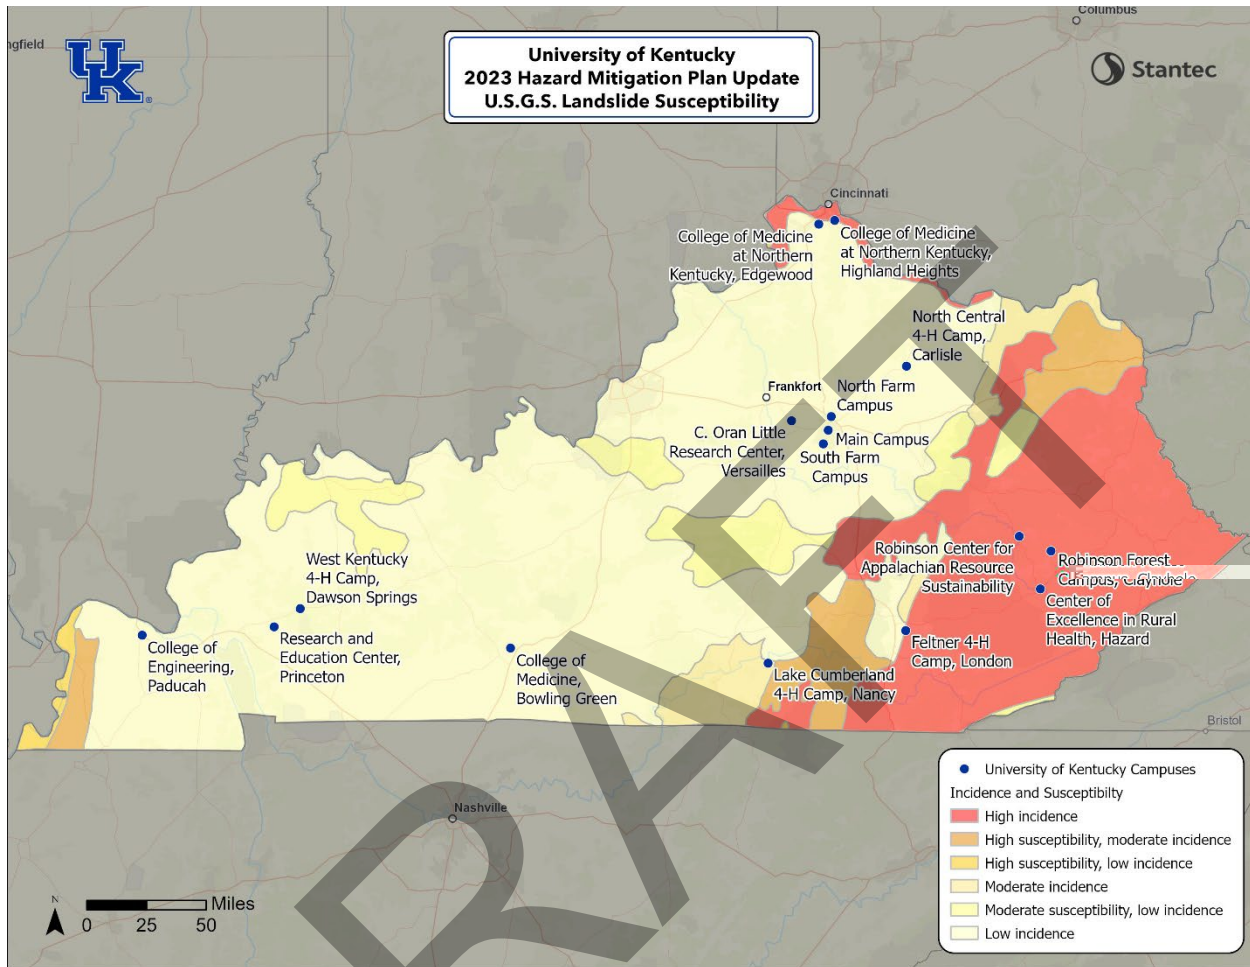 Columbus
ngfield
UK
University of Kentucky
2023 Hazard Mitigation Plan Update
U.S.G.S. Landslide Susceptibility
Stantec
Cincinnati
College of Medicine
at Northern
Kentucky, Edgewood
College of Medicine
at Northern Kentucky,
Highland Heights
North Central
4-H Camp,
Carlisle
Frankfort
North Farm
Campus
C. Oran Little
Research Center,
Versailles
Main Campus
South Farm
Campus
West Kentucky
4-H Camp,
Dawson Springs
Robinson Center for
Appalachian Resource
Sustainability
Robinson Forest
Campus,
Center of
Excellence in Rural
Health, Hazard
College of
Engineering,
Paducah
Research and
Education Center,
Princeton
College of
Medicine,
Bowling Green
Lake Cumberland
4-H Camp, Nancy
Feltner 4-H
Camp, London
Bristol
Nashville
University of Kentucky Campuses
Incidence and Susceptibilty
High incidence
High susceptibility, moderate incidence
High susceptibility, low incidence
Moderate incidence
Moderate susceptibility, low incidence
Low incidence
N
Miles
0 25 50
RAFT